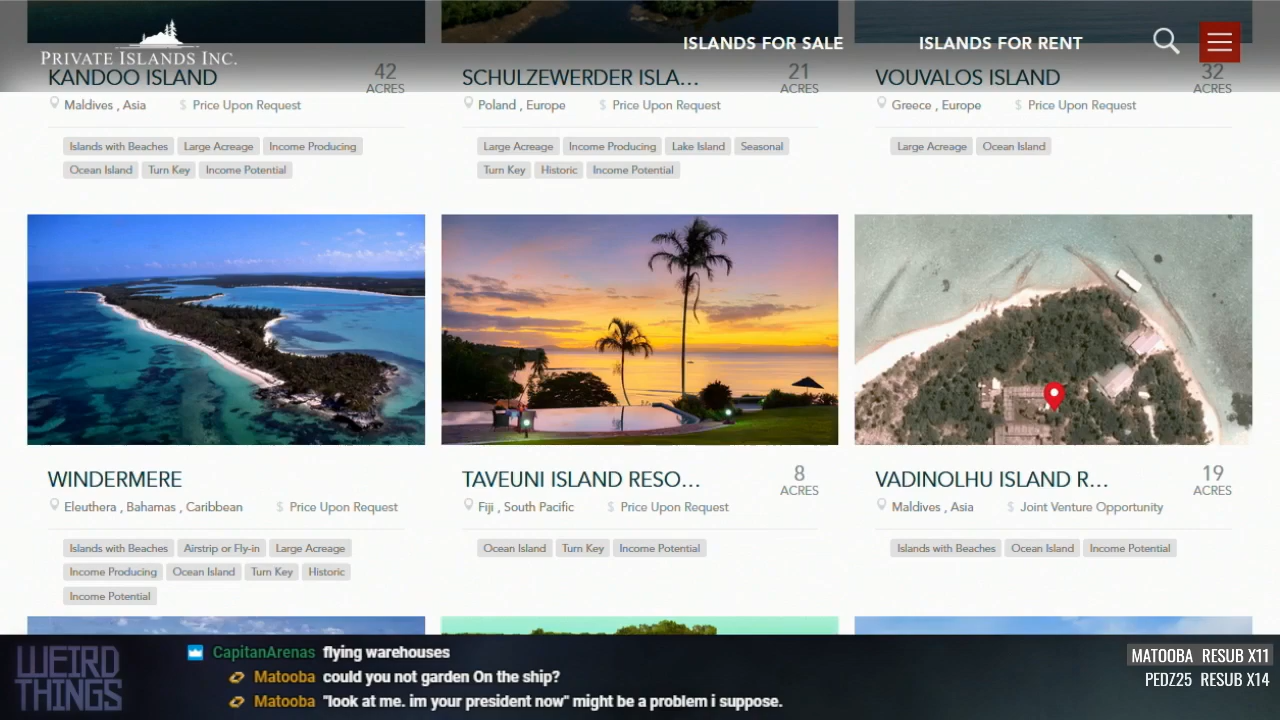 PRIVATE ISLANDS INC.
ISLANDS FOR SALE
ISLANDS FOR RENT
KANDOO ISLAND
42
ACRES
Maldives , Asia
$ Price Upon Request
Islands with Beaches
Large Acreage
Income Producing
Ocean Island
Turn Key
Income Potential
SCHULZEWERDER ISLA...
21
ACRES
Poland , Europe
$ Price Upon Request
Large Acreage
Income Producing
Lake Island
Seasonal
Turn Key
Historic
Income Potential
VOUVALOS ISLAND
32
ACRES
Greece , Europe
$ Price Upon Request
Large Acreage
Ocean Island
WINDERMERE
Eleuthera , Bahamas , Caribbean
$ Price Upon Request
Islands with Beaches
Airstrip or Fly-in
Large Acreage
Income Producing
Ocean Island
Turn Key
Historic
Income Potential
TAVEUNI ISLAND RESO...
8
ACRES
Fiji , South Pacific
$ Price Upon Request
Ocean Island
Turn Key
Income Potential
VADINOLHU ISLAND R...
19
ACRES
Maldives , Asia
$ Joint Venture Opportunity
Islands with Beaches
Ocean Island
Income Potential
WEIRD
THINGS
CapitanArenas flying warehouses
Matooba could you not garden On the ship?
Matooba "look at me. im your president now" might be a problem i suppose.
MATOOBA RESUB X11
PEDZ25 RESUB X14